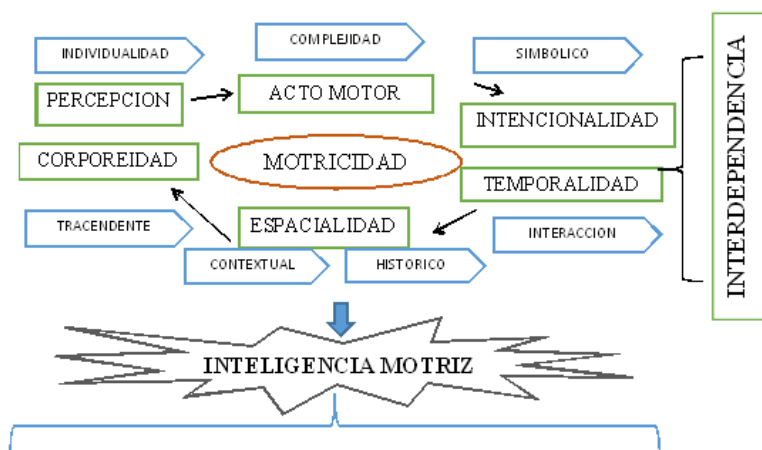 INDIVIDUALIDAD
COMPLEJIDAD
SIMBOLICO
PERCEPCION
ACTO MOTOR
INTENCIONALIDAD
CORPOREIDAD
MOTRICIDAD
TEMPORALIDAD
TRACENDENTE
ESPACIALIDAD
INTERACCION
CONTEXTUAL
HISTORICO
INTERDEPENDENCIA
INTELIGENCIA MOTRIZ